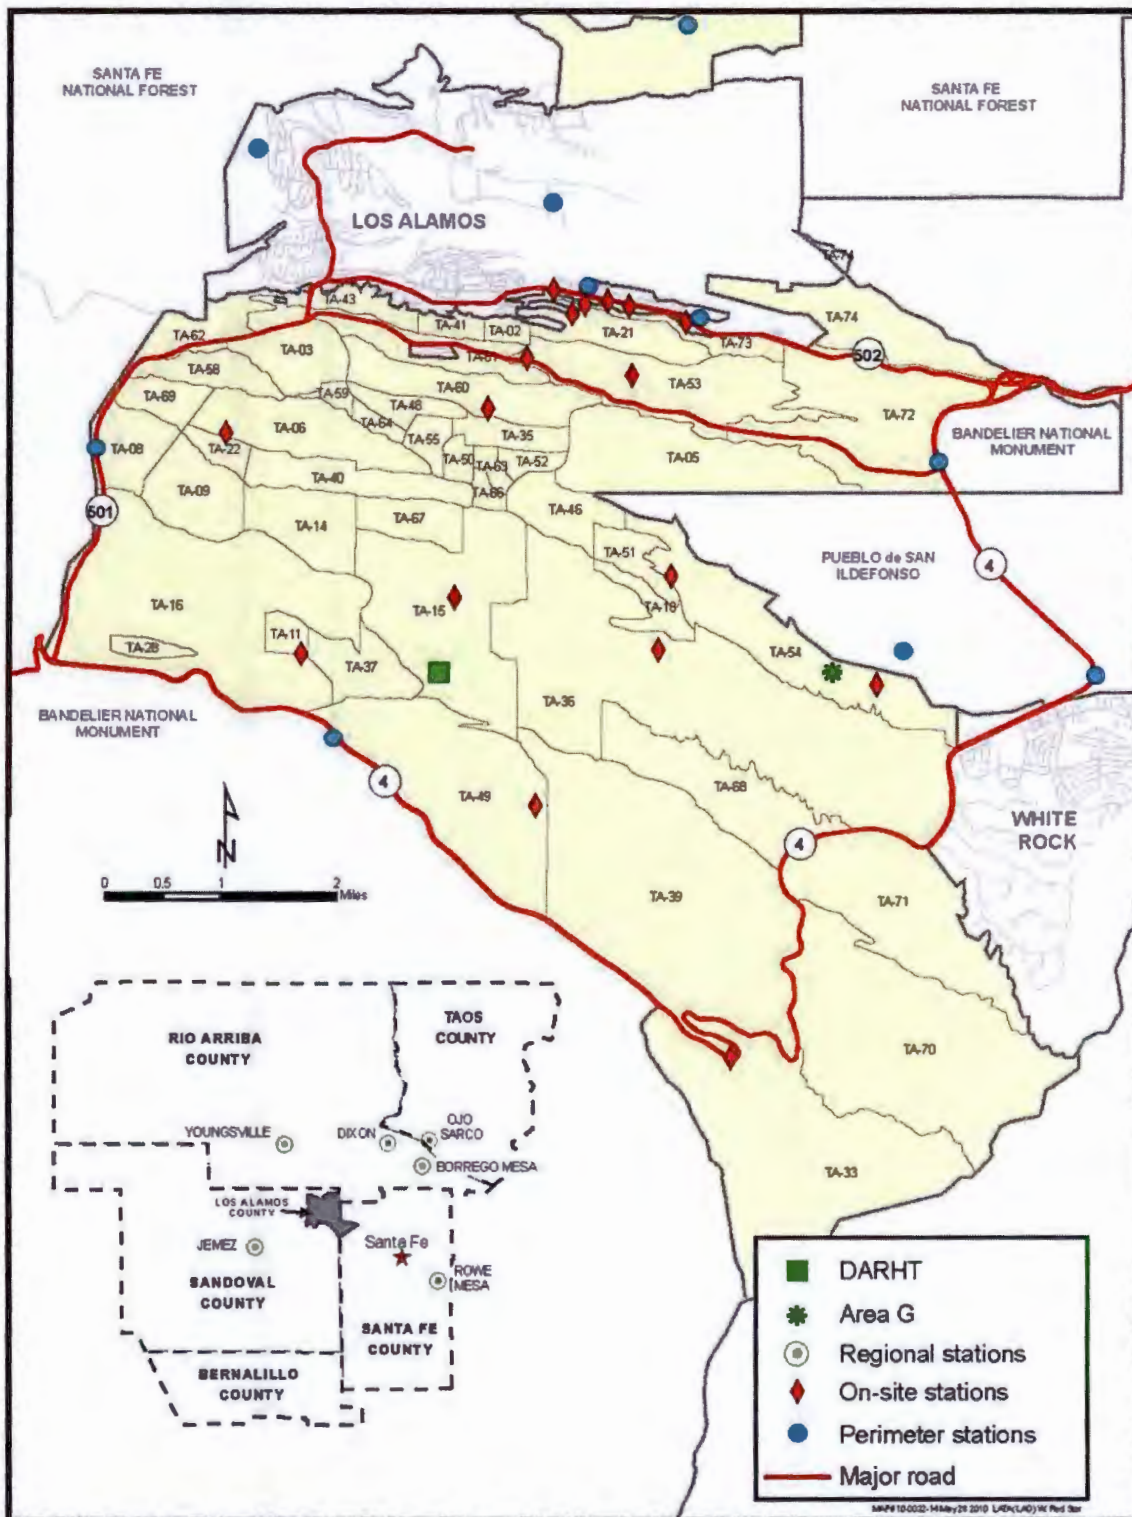 SANTA FE
NATIONAL FOREST
SANTA FE
NATIONAL FOREST
LOS ALAMOS
TA-74
TA-43
TA-74
TA-41
TA-02
TA-21
TA-73
502
TA-62
TA-03
TA-61
TA-58
TA-60
TA-53
TA-72
TA-59
TA-69
TA-48
TA-64
TA-06
TA-35
TA-55
BANDELIER NATIONAL
MONUMENT
TA-08
TA-22
TA-50
TA-63
TA-52
TA-05
TA-40
TA-09
TA-66
501
TA-46
TA-67
TA-14
TA-51
PUEBLO de SAN
ILDEFONSO
4
TA-16
TA-15
TA-18
TA-11
TA-28
TA-54
TA-37
TA-36
BANDELIER NATIONAL
MONUMENT
4
TA-68
TA-49
WHITE
ROCK
N
4
0 0.5 1 2
Miles
TA-39
TA-71
TA-70
TA-33
RIO ARRIBA
COUNTY
TAOS
COUNTY
YOUNGSVILLE
DIXON
OJO
SARCO
BORREGO MESA
LOS ALAMOS
COUNTY
JEMEZ
Santa Fe
ROWE
MESA
SANDOVAL
COUNTY
SANTA FE
COUNTY
BERNALILLO
COUNTY
DARHT
Area G
Regional stations
On-site stations
Perimeter stations
Major road